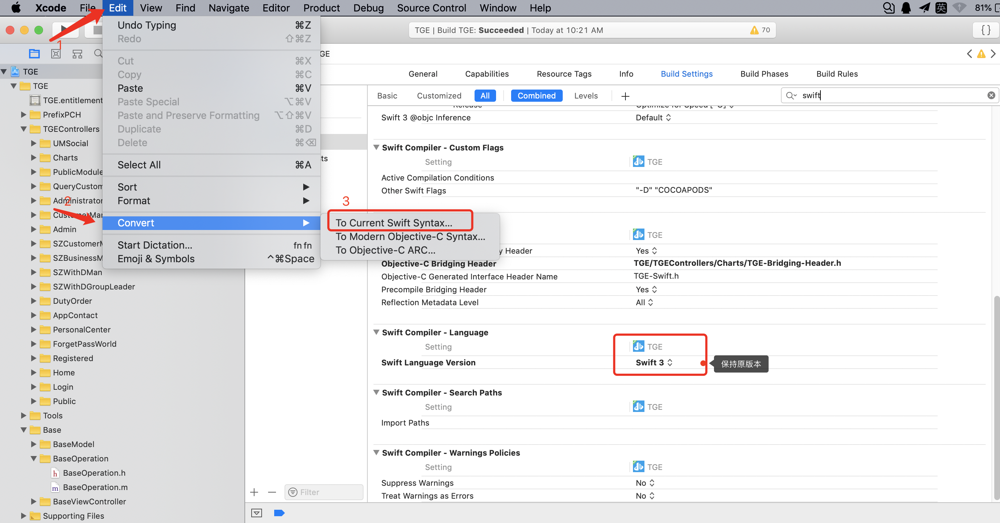 Xcode File Edit View Find Navigate Editor Product Debug Source Control Window Help 英 81%
TGE | Build TGE: Succeeded | Today at 10:21 AM 70
{ }
1
Undo Typing ⌘Z
Redo ⇧⌘Z
Cut ⌘X
Copy ⌘C
Paste ⌘V
Paste Special ⌥⌘V
Paste and Preserve Formatting ⌥⇧⌘V
Duplicate ⌘D
Delete ⌘⌫
Select All ⌘A
Sort
Format
Convert
Start Dictation... fn fn
Emoji & Symbols ^⌘Space
2
3
To Current Swift Syntax...
To Modern Objective-C Syntax...
To Objective-C ARC...
TGE
TGE
TGE.entitlement
PrefixPCH
TGEControllers
UMSocial
Charts
PublicModule
QueryCustom
Administrator
CustomerMan
Admin
SZCustomerM
SZBusinessM
SZWithDMan
SZWithDGroupLeader
DutyOrder
AppContact
PersonalCenter
ForgetPassWorld
Registered
Home
Login
Public
Tools
Base
BaseModel
BaseOperation
h BaseOperation.h
m BaseOperation.m
BaseViewController
Supporting Files
GE
ts
Filter
General Capabilities Resource Tags Info Build Settings Build Phases Build Rules
Basic Customized All Combined Levels + swift
Release Optimize for Speed [-O]
Swift 3 @objc Inference Default
Swift Compiler - Custom Flags
Setting TGE
Active Compilation Conditions
Other Swift Flags "-D" "COCOAPODS"
TGE
y Header Yes
Objective-C Bridging Header TGE/TGEControllers/Charts/TGE-Bridging-Header.h
Objective-C Generated Interface Header Name TGE-Swift.h
Precompile Bridging Header Yes
Reflection Metadata Level All
Swift Compiler - Language
Setting TGE
Swift Language Version Swift 3 保持原版本
Swift Compiler - Search Paths
Setting TGE
Import Paths
Swift Compiler - Warnings Policies
Setting TGE
Suppress Warnings No
Treat Warnings as Errors No